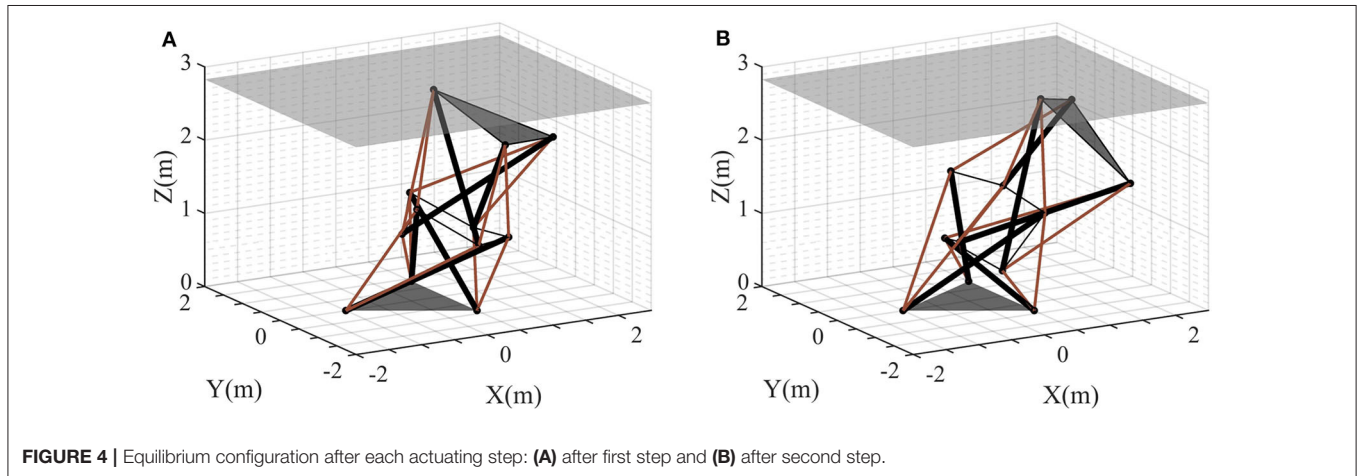 A
3
2
1
0
Z(m)
2
0
-2
Y(m)
-2
0
2
X(m)
B
3
2
1
0
Z(m)
2
0
-2
Y(m)
-2
0
2
X(m)
FIGURE 4 | Equilibrium configuration after each actuating step: (A) after first step and (B) after second step.